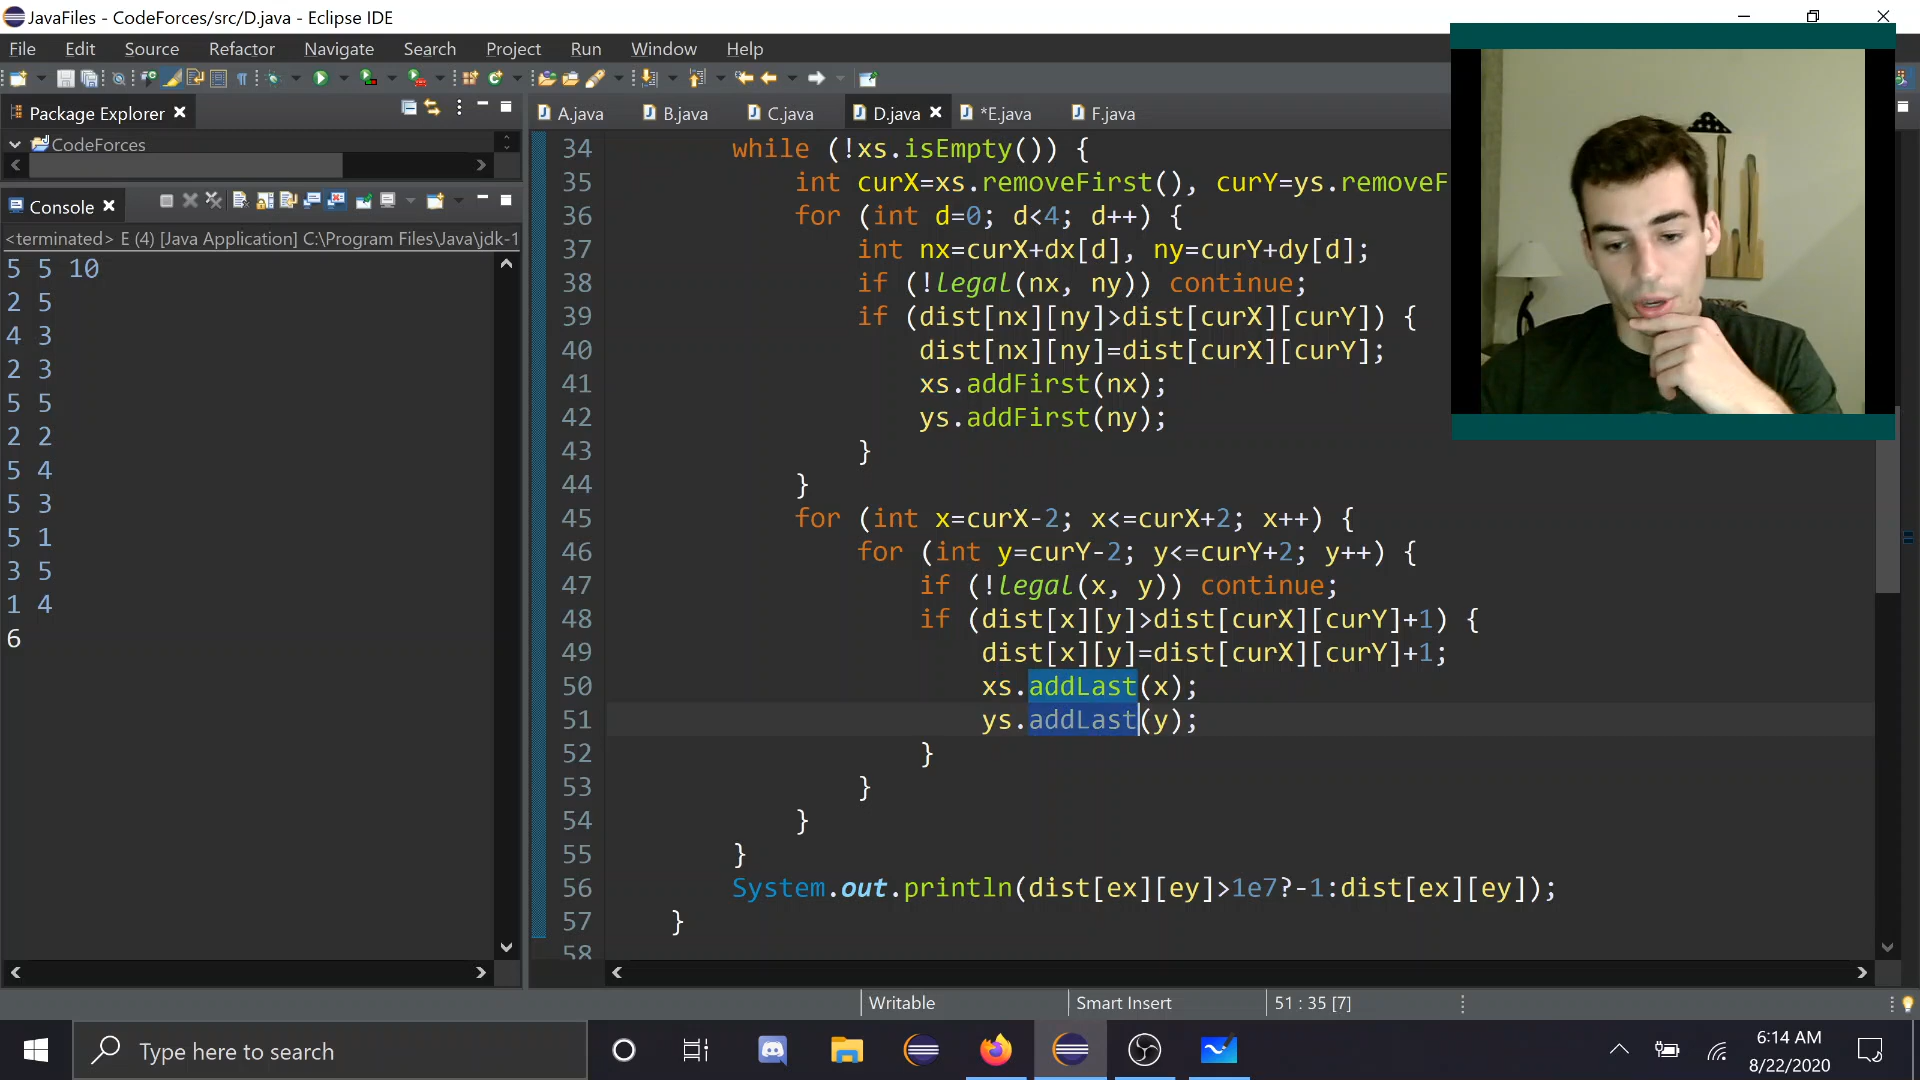 JavaFiles - CodeForces/src/D.java - Eclipse IDE
File Edit Source Refactor Navigate Search Project Run Window Help
Package Explorer
CodeForces
Console
<terminated> E (4) [Java Application] C:\Program Files\Java\jdk-1
5 5 10
2 5
4 3
2 3
5 5
2 2
5 4
5 3
5 1
3 5
1 4
6
A.java B.java C.java D.java *E.java F.java
34 while (!xs.isEmpty()) {
35 int curX=xs.removeFirst(), curY=ys.removeF
36 for (int d=0; d<4; d++) {
37 int nx=curX+dx[d], ny=curY+dy[d];
38 if (!legal(nx, ny)) continue;
39 if (dist[nx][ny]>dist[curX][curY]) {
40 dist[nx][ny]=dist[curX][curY];
41 xs.addFirst(nx);
42 ys.addFirst(ny);
43 }
44 }
45 for (int x=curX-2; x<=curX+2; x++) {
46 for (int y=curY-2; y<=curY+2; y++) {
47 if (!legal(x, y)) continue;
48 if (dist[x][y]>dist[curX][curY]+1) {
49 dist[x][y]=dist[curX][curY]+1;
50 xs.addLast(x);
51 ys.addLast(y);
52 }
53 }
54 }
55 }
56 System.out.println(dist[ex][ey]>1e7?-1:dist[ex][ey]);
57 }
58
Writable Smart Insert 51 : 35 [7]
Type here to search
6:14 AM
8/22/2020